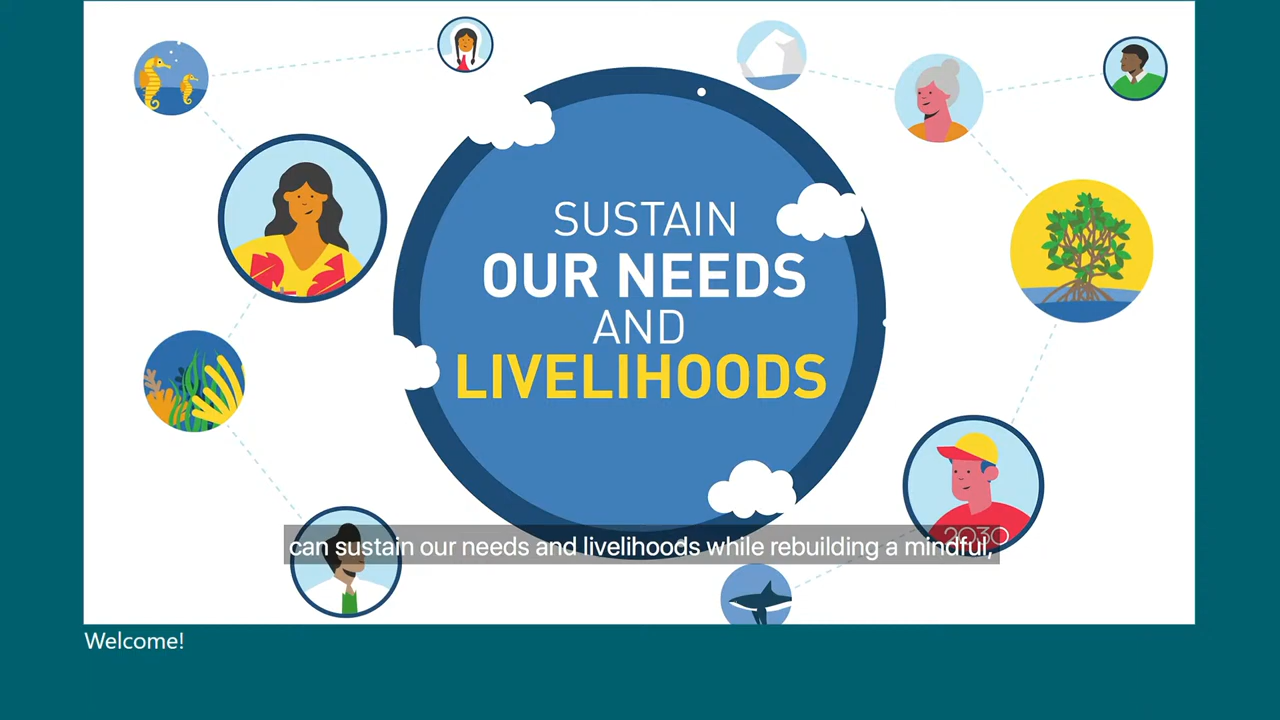 SUSTAIN
OUR NEEDS
AND
LIVELIHOODS
2030
can sustain our needs and livelihoods while rebuilding a mindful,
Welcome!